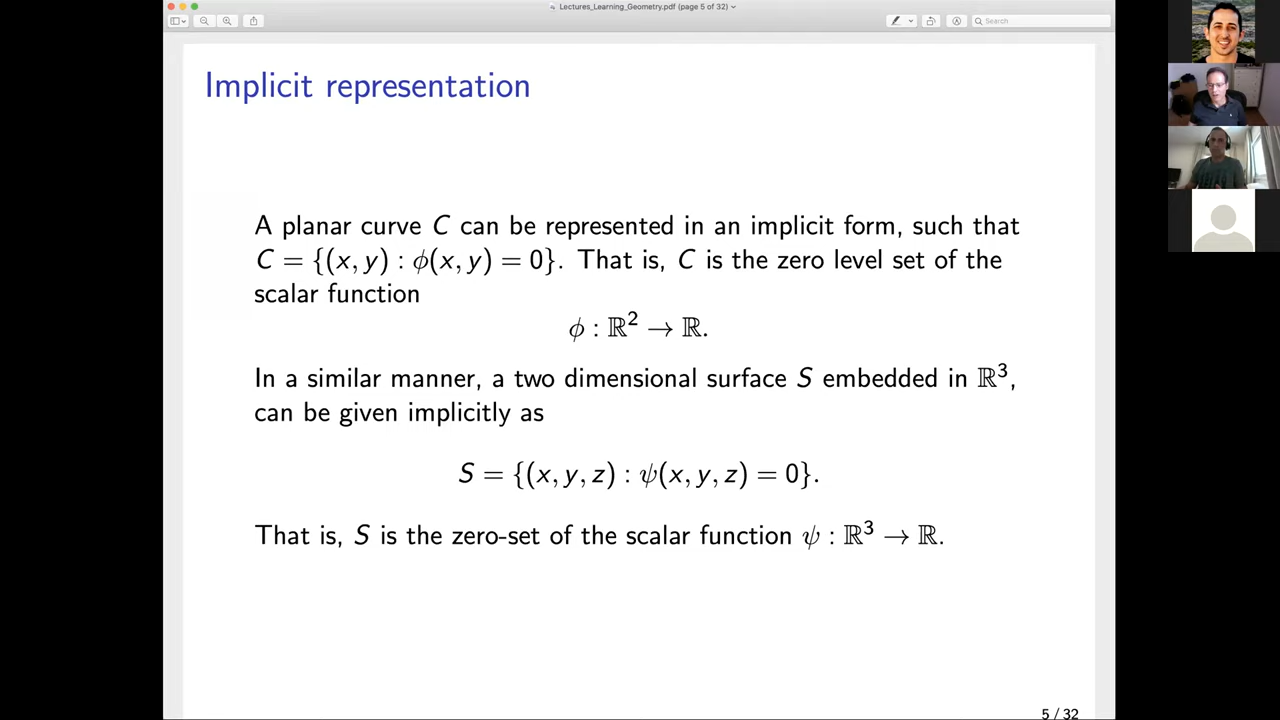 Lectures_Learning_Geometry.pdf (page 5 of 32)
Search
Implicit representation
A planar curve C can be represented in an implicit form, such that
C = {(x, y) : ϕ(x, y) = 0}. That is, C is the zero level set of the
scalar function
ϕ : ℝ² → ℝ.
In a similar manner, a two dimensional surface S embedded in ℝ³,
can be given implicitly as
S = {(x, y, z) : ψ(x, y, z) = 0}.
That is, S is the zero-set of the scalar function ψ : ℝ³ → ℝ.
5 / 32